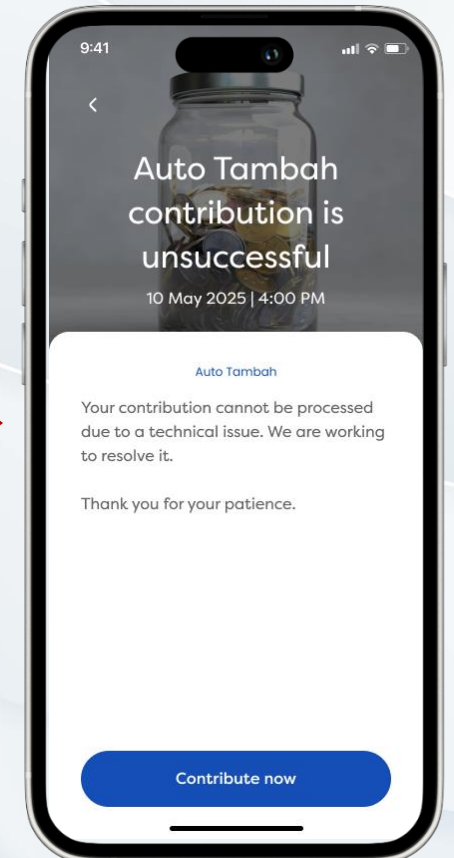 9:41
Auto Tambah
contribution is
unsuccessful
10 May 2025 | 4:00 PM
Auto Tambah
Your contribution cannot be processed
due to a technical issue. We are working
to resolve it.
Thank you for your patience.
Contribute now